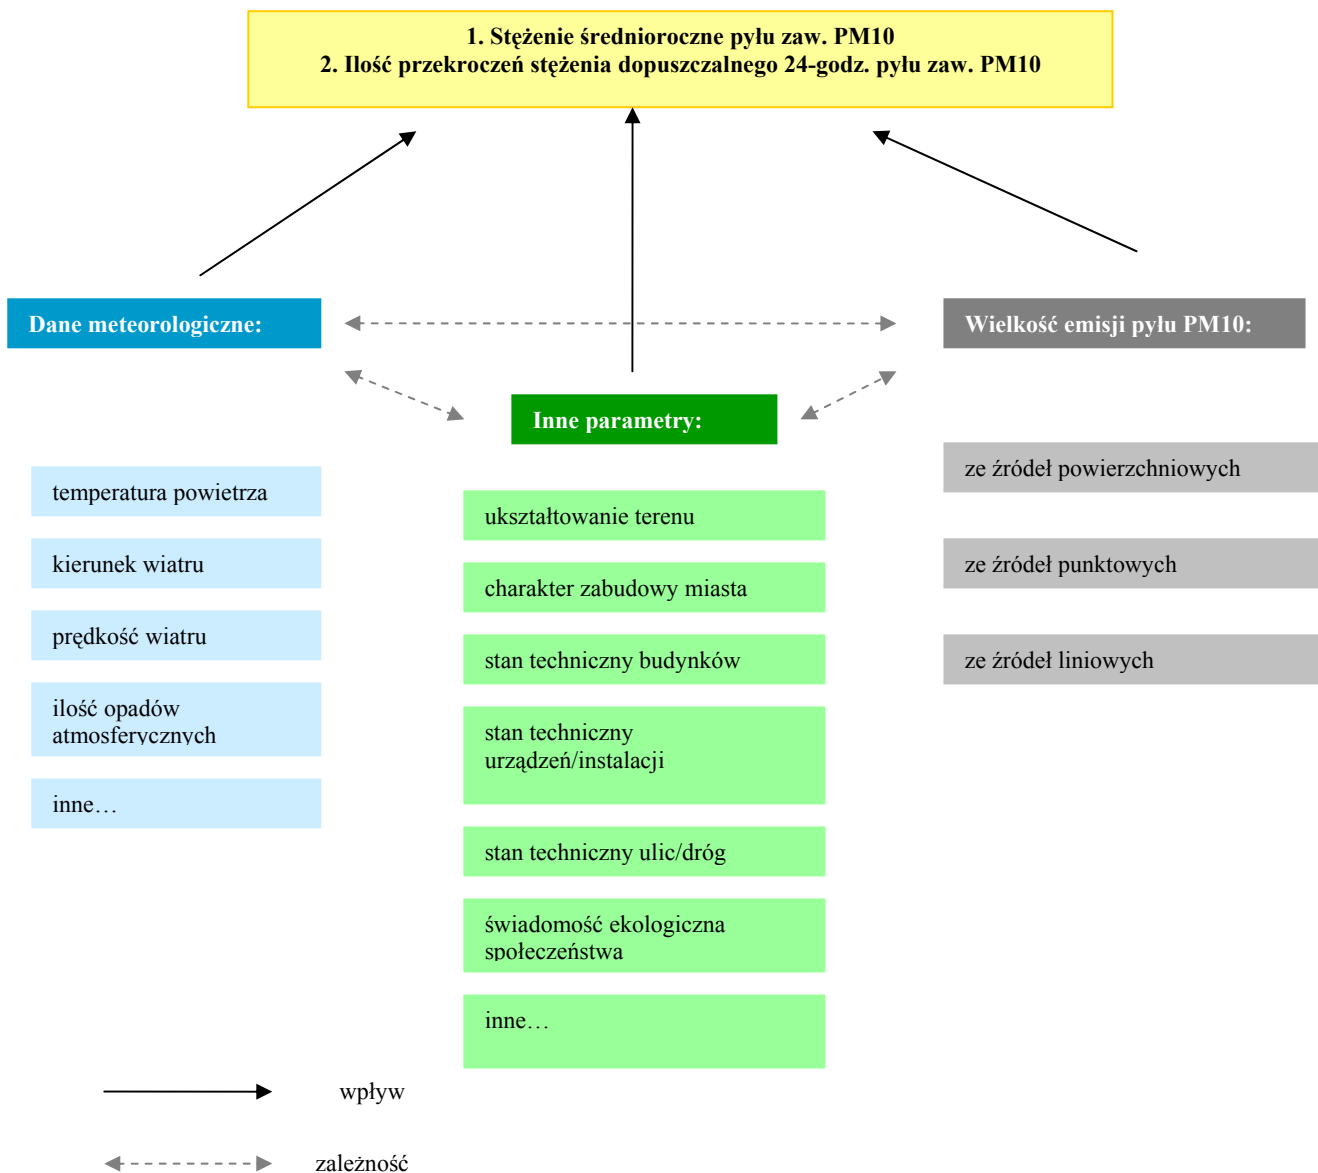 1. Stężenie średnioroczne pyłu zaw. PM10
2. Ilość przekroczeń stężenia dopuszczalnego 24-godz. pyłu zaw. PM10
Dane meteorologiczne:
Wielkość emisji pyłu PM10:
Inne parametry:
temperatura powietrza
kierunek wiatru
prędkość wiatru
ilość opadów
atmosferycznych
inne…
ukształtowanie terenu
charakter zabudowy miasta
stan techniczny budynków
stan techniczny
urządzeń/instalacji
stan techniczny ulic/dróg
świadomość ekologiczna
społeczeństwa
inne…
ze źródeł powierzchniowych
ze źródeł punktowych
ze źródeł liniowych
wpływ
zależność